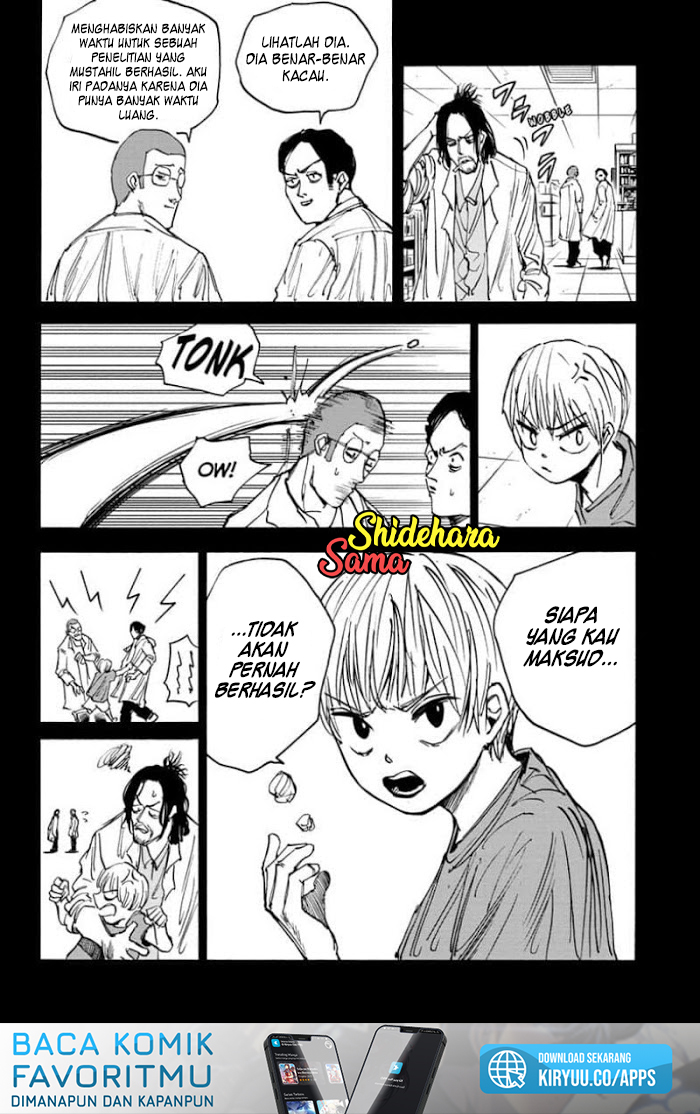 LIHATLAH DIA.
DIA BENAR-BENAR
KACAU.
MENGHABISKAN BANYAK
WAKTU UNTUK SEBUAH
PENELITIAN YANG
MUSTAHIL BERHASIL. AKU
IRI PADANYA KARENA DIA
PUNYA BANYAK WAKTU
LUANG.
WOBBLE
TONK
OW!
Shidehara
Sama
SIAPA
YANG KAU
MAKSUD...
...TIDAK
AKAN
PERNAH
BERHASIL?
BACA KOMIK
FAVORITMU
DIMANAPUN DAN KAPANPUN
DOWNLOAD SEKARANG
KIRYUU.CO/APPS